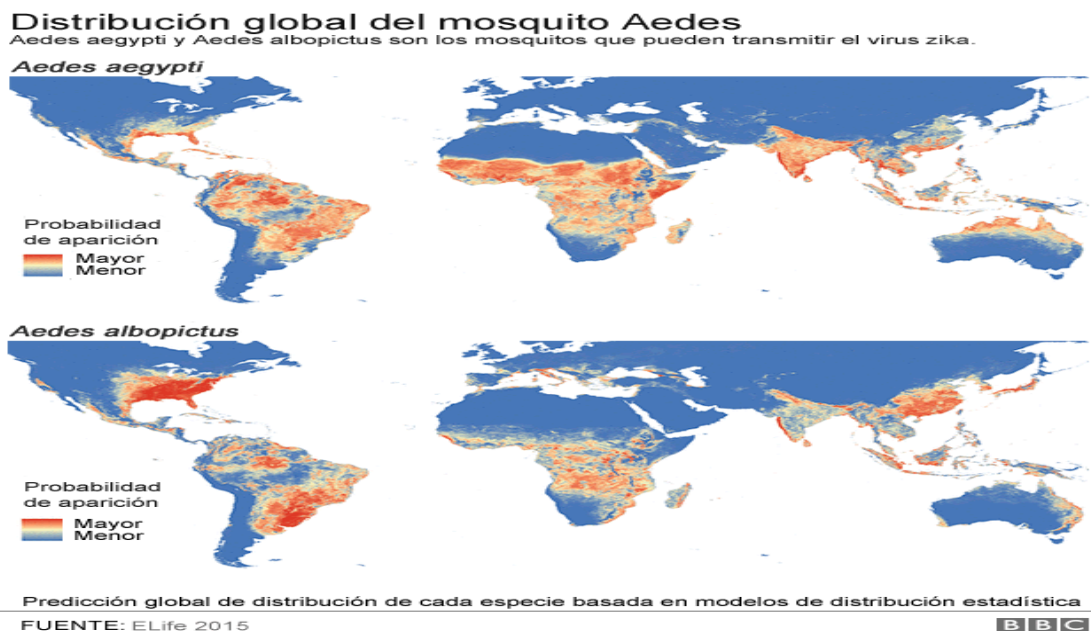 Distribución global del mosquito Aedes
Aedes aegypti y Aedes albopictus son los mosquitos que pueden transmitir el virus zika.
Aedes aegypti
Probabilidad
de aparición
Mayor
Menor
Aedes albopictus
Probabilidad
de aparición
Mayor
Menor
Predicción global de distribución de cada especie basada en modelos de distribución estadística
FUENTE: ELife 2015
BBC